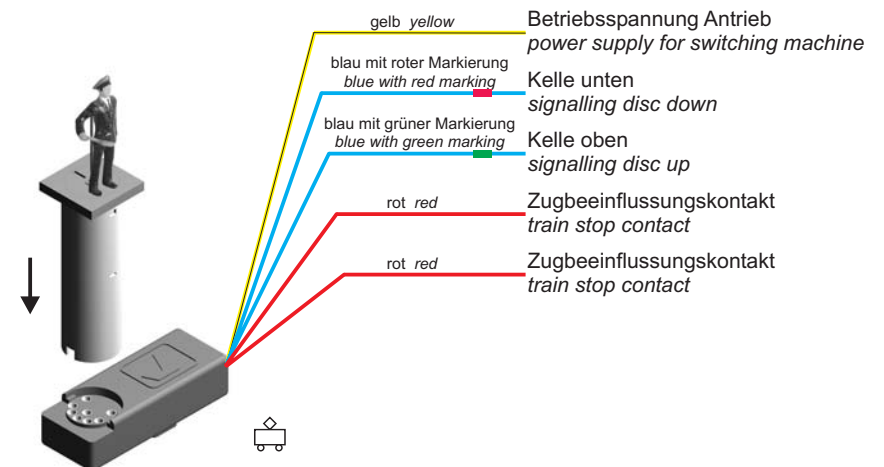 gelb yellow
Betriebsspannung Antrieb
power supply for switching machine
blau mit roter Markierung
blue with red marking
Kelle unten
signalling disc down
blau mit grüner Markierung
blue with green marking
Kelle oben
signalling disc up
rot red
Zugbeeinflussungskontakt
train stop contact
rot red
Zugbeeinflussungskontakt
train stop contact